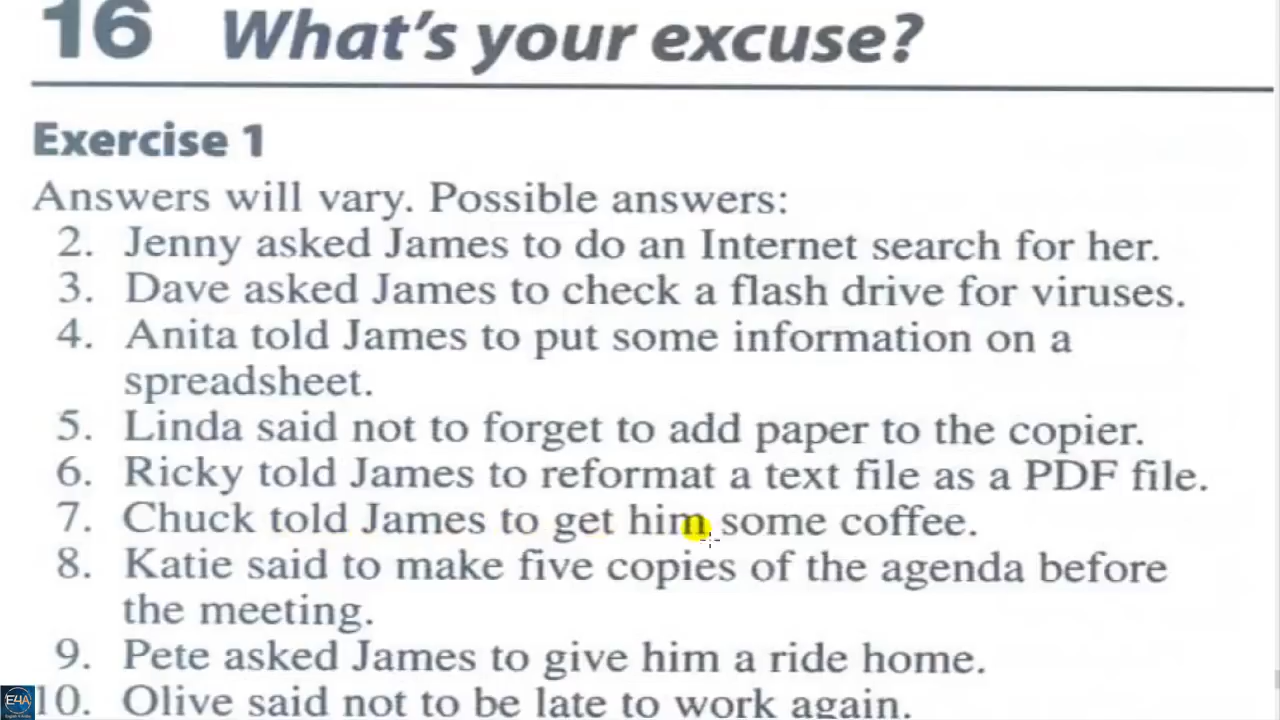 16 What's your excuse?
Exercise 1
Answers will vary. Possible answers:
2. Jenny asked James to do an Internet search for her.
3. Dave asked James to check a flash drive for viruses.
4. Anita told James to put some information on a
spreadsheet.
5. Linda said not to forget to add paper to the copier.
6. Ricky told James to reformat a text file as a PDF file.
7. Chuck told James to get him some coffee.
8. Katie said to make five copies of the agenda before
the meeting.
9. Pete asked James to give him a ride home.
10. Olive said not to be late to work again.
E4A